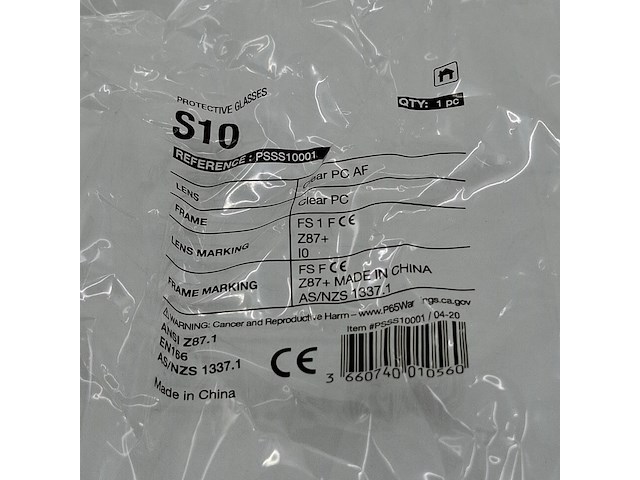 PROTECTIVE GLASSES
S10
QTY: 1 pc
REFERENCE : PSSS10001
LENS Clear PC AF
FRAME Clear PC
LENS MARKING FS 1 F CE
Z87+
I0
FRAME MARKING FS F CE
Z87+ MADE IN CHINA
AS/NZS 1337.1
⚠WARNING: Cancer and Reproductive Harm – www.P65Warnings.ca.gov
ANSI Z87.1
EN166
AS/NZS 1337.1
Made in China
CE
Item #PSSS10001 / 04-20
3 660740 010560